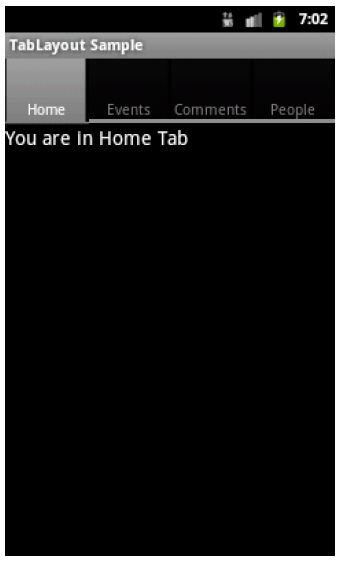 7:02
TabLayout Sample
Home Events Comments People
You are in Home Tab